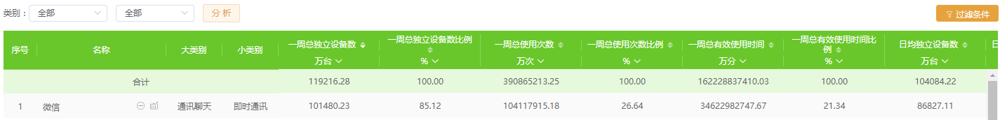 类别： 全部 全部 分 析 过滤条件
序号 名称 大类别 小类别 一周总独立设备数 万台 一周总独立设备数比例 % 一周总使用次数 万次 一周总使用次数比例 % 一周总有效使用时间 万分 一周总有效使用时间比例 % 日均独立设备数 万台 日
合计 119216.28 100.00 390865213.25 100.00 162228837410.03 100.00 104084.22
1 微信 通讯聊天 即时通讯 101480.23 85.12 104117915.18 26.64 34622982747.67 21.34 86827.11